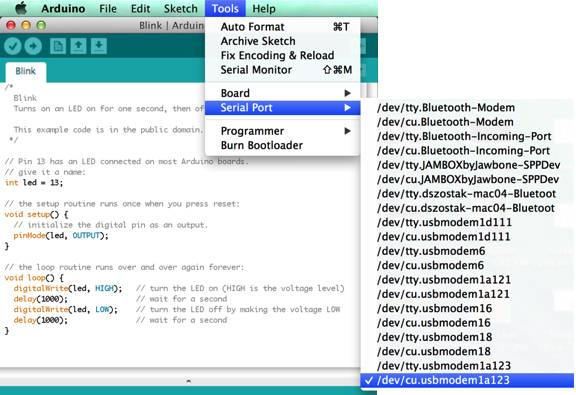 Arduino File Edit Sketch Tools Help
Blink | Ardui
Auto Format ⌘T
Archive Sketch
Fix Encoding & Reload
Serial Monitor ⇧⌘M
Board
Serial Port
Programmer
Burn Bootloader
/dev/tty.Bluetooth-Modem
/dev/cu.Bluetooth-Modem
/dev/tty.Bluetooth-Incoming-Port
/dev/cu.Bluetooth-Incoming-Port
/dev/tty.JAMBOXbyJawbone-SPPDev
/dev/cu.JAMBOXbyJawbone-SPPDev
/dev/tty.dszostak-mac04-Bluetoot
/dev/cu.dszostak-mac04-Bluetoot
/dev/tty.usbmodem1d111
/dev/cu.usbmodem1d111
/dev/tty.usbmodem6
/dev/cu.usbmodem6
/dev/tty.usbmodem1a121
/dev/cu.usbmodem1a121
/dev/tty.usbmodem16
/dev/cu.usbmodem16
/dev/tty.usbmodem18
/dev/cu.usbmodem18
/dev/tty.usbmodem1a123
✓ /dev/cu.usbmodem1a123
Blink
/*
Blink
Turns on an LED on for one second, then of
This example code is in the public domain.
*/
// Pin 13 has an LED connected on most Arduino boards.
// give it a name:
int led = 13;
// the setup routine runs once when you press reset:
void setup() {
// initialize the digital pin as an output.
pinMode(led, OUTPUT);
}
// the loop routine runs over and over again forever:
void loop() {
digitalWrite(led, HIGH); // turn the LED on (HIGH is the voltage level)
delay(1000); // wait for a second
digitalWrite(led, LOW); // turn the LED off by making the voltage LOW
delay(1000); // wait for a second
}